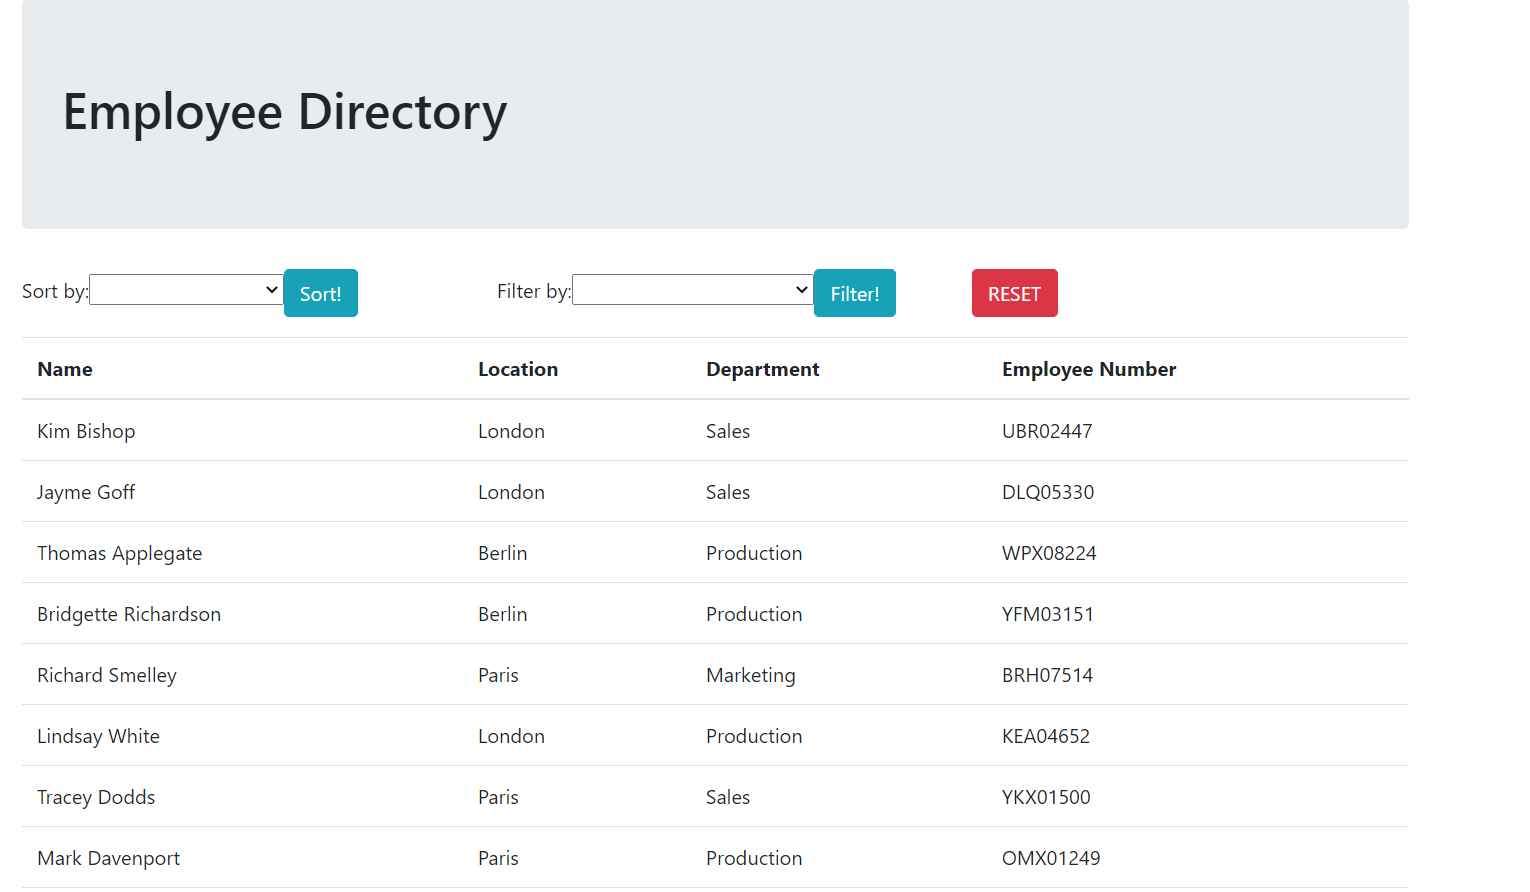 Employee Directory
Sort by: Sort! Filter by: Filter! RESET
Name Location Department Employee Number
Kim Bishop London Sales UBR02447
Jayme Goff London Sales DLQ05330
Thomas Applegate Berlin Production WPX08224
Bridgette Richardson Berlin Production YFM03151
Richard Smelley Paris Marketing BRH07514
Lindsay White London Production KEA04652
Tracey Dodds Paris Sales YKX01500
Mark Davenport Paris Production OMX01249